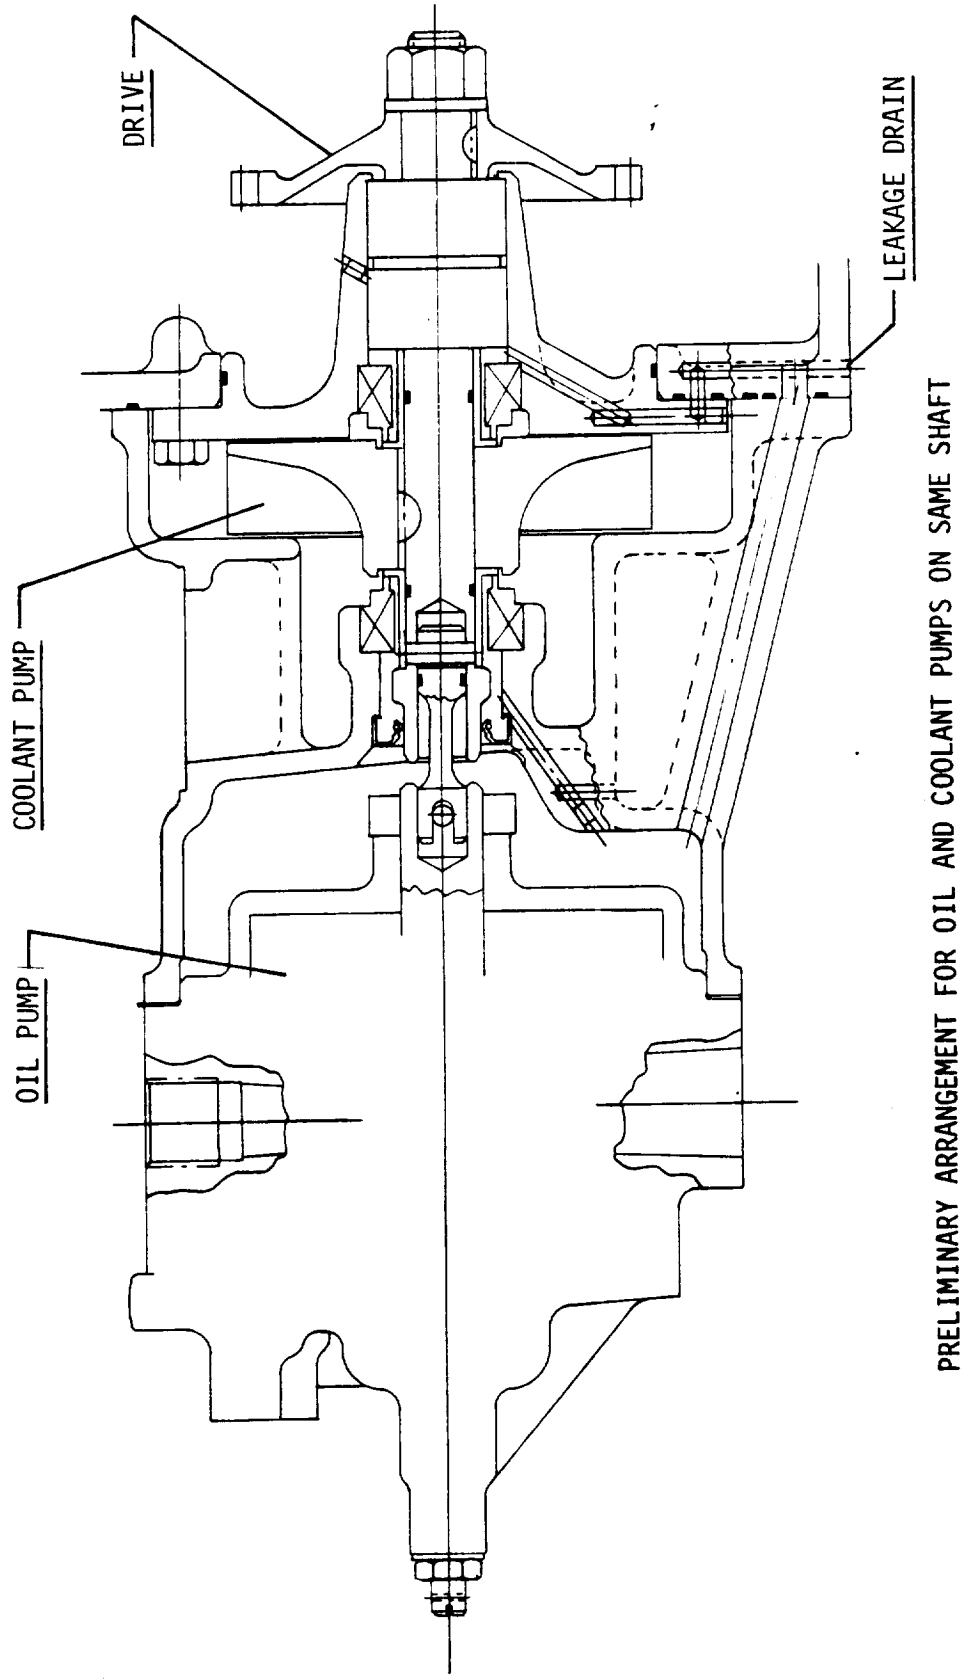 OIL PUMP
COOLANT PUMP
DRIVE
LEAKAGE DRAIN
PRELIMINARY ARRANGEMENT FOR OIL AND COOLANT PUMPS ON SAME SHAFT